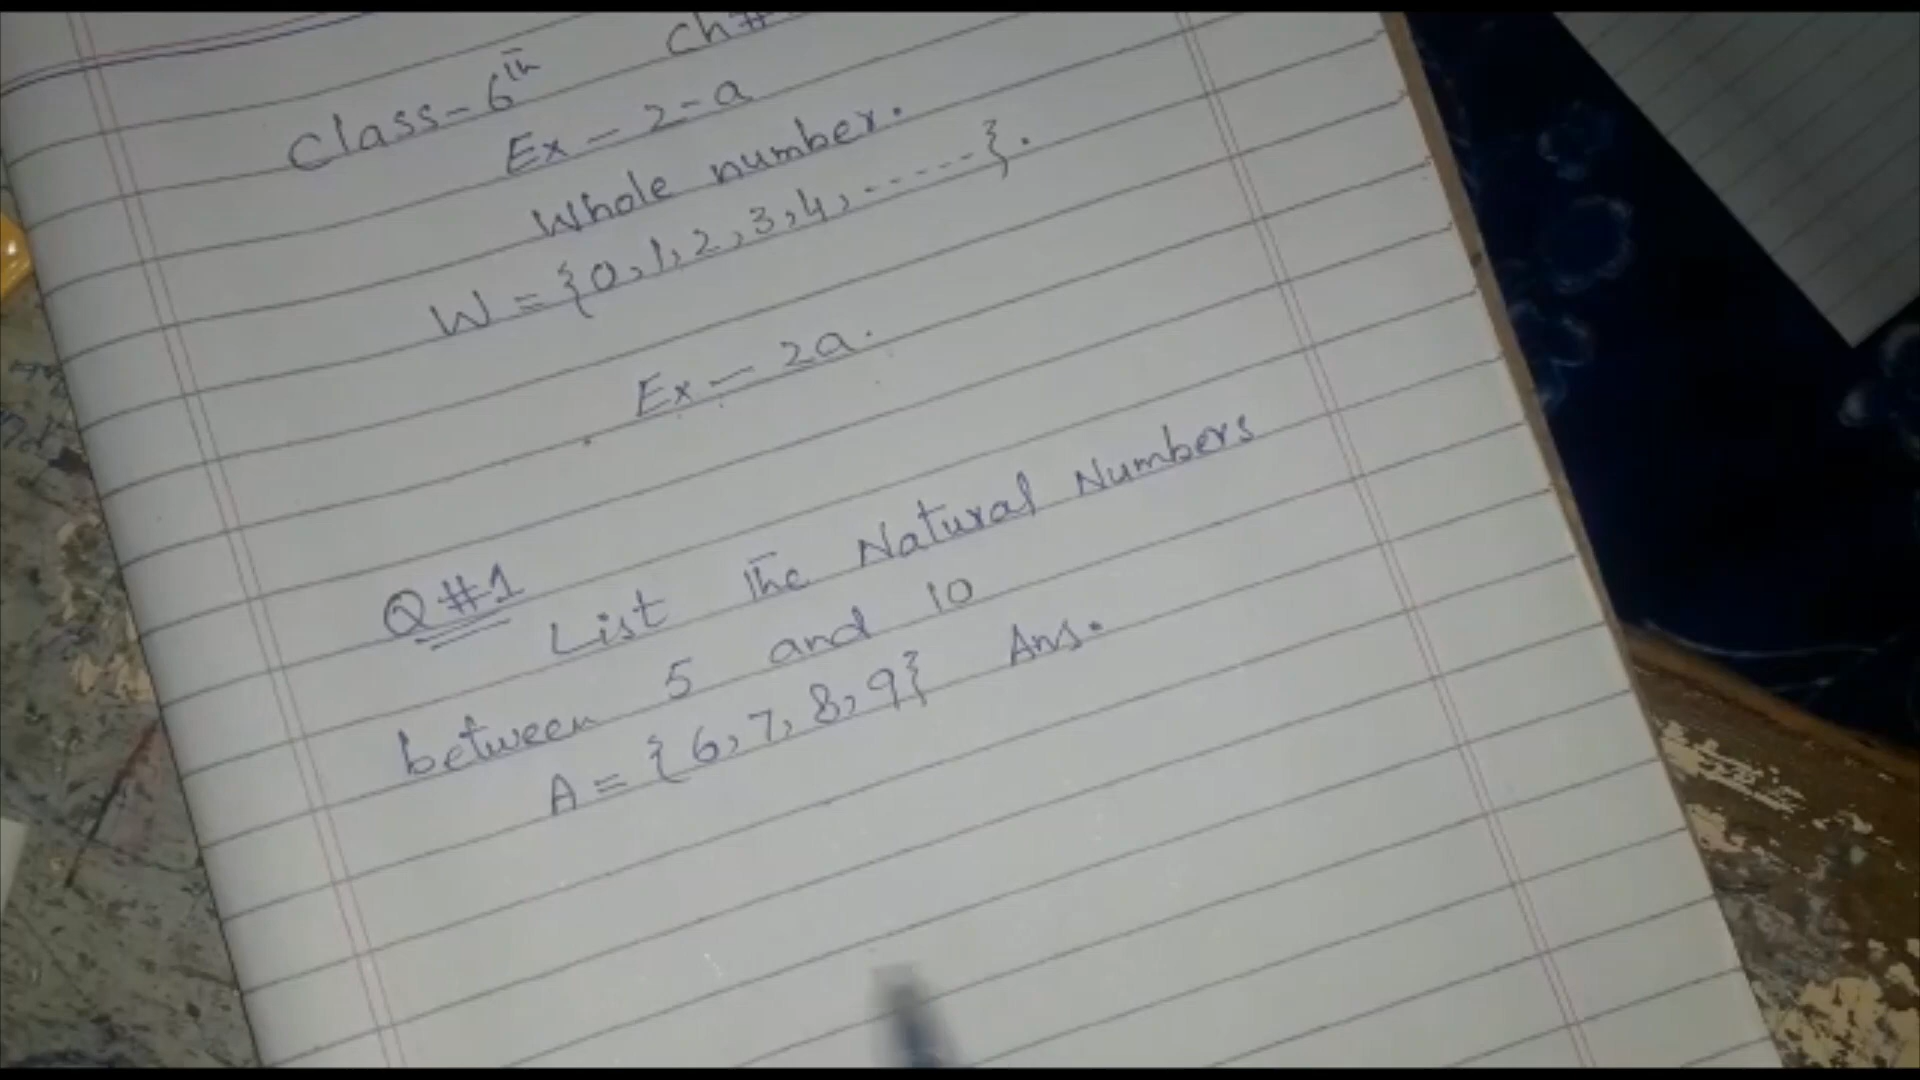 Class-6th Ch#
Ex-2-a
Whole number.
W = {0,1,2,3,4,.....}.
Ex-2a.
Q#1
List the Natural Numbers
between 5 and 10
A = {6,7,8,9} Ans.